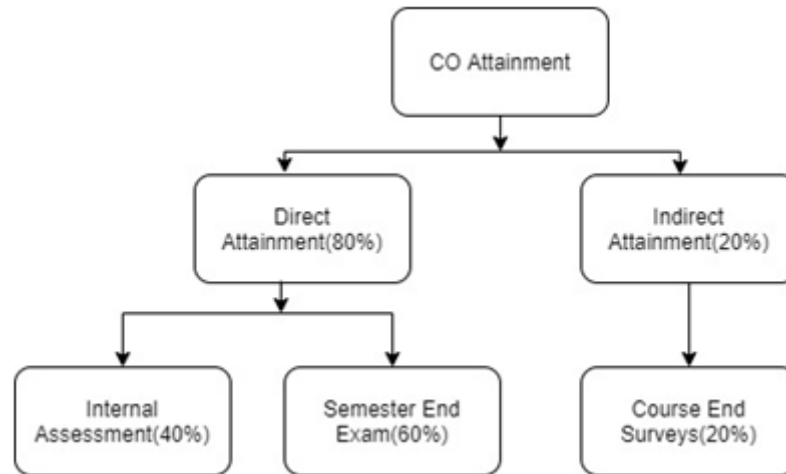 CO Attainment
Direct
Attainment(80%)
Indirect
Attainment(20%)
Internal
Assessment(40%)
Semester End
Exam(60%)
Course End
Surveys(20%)